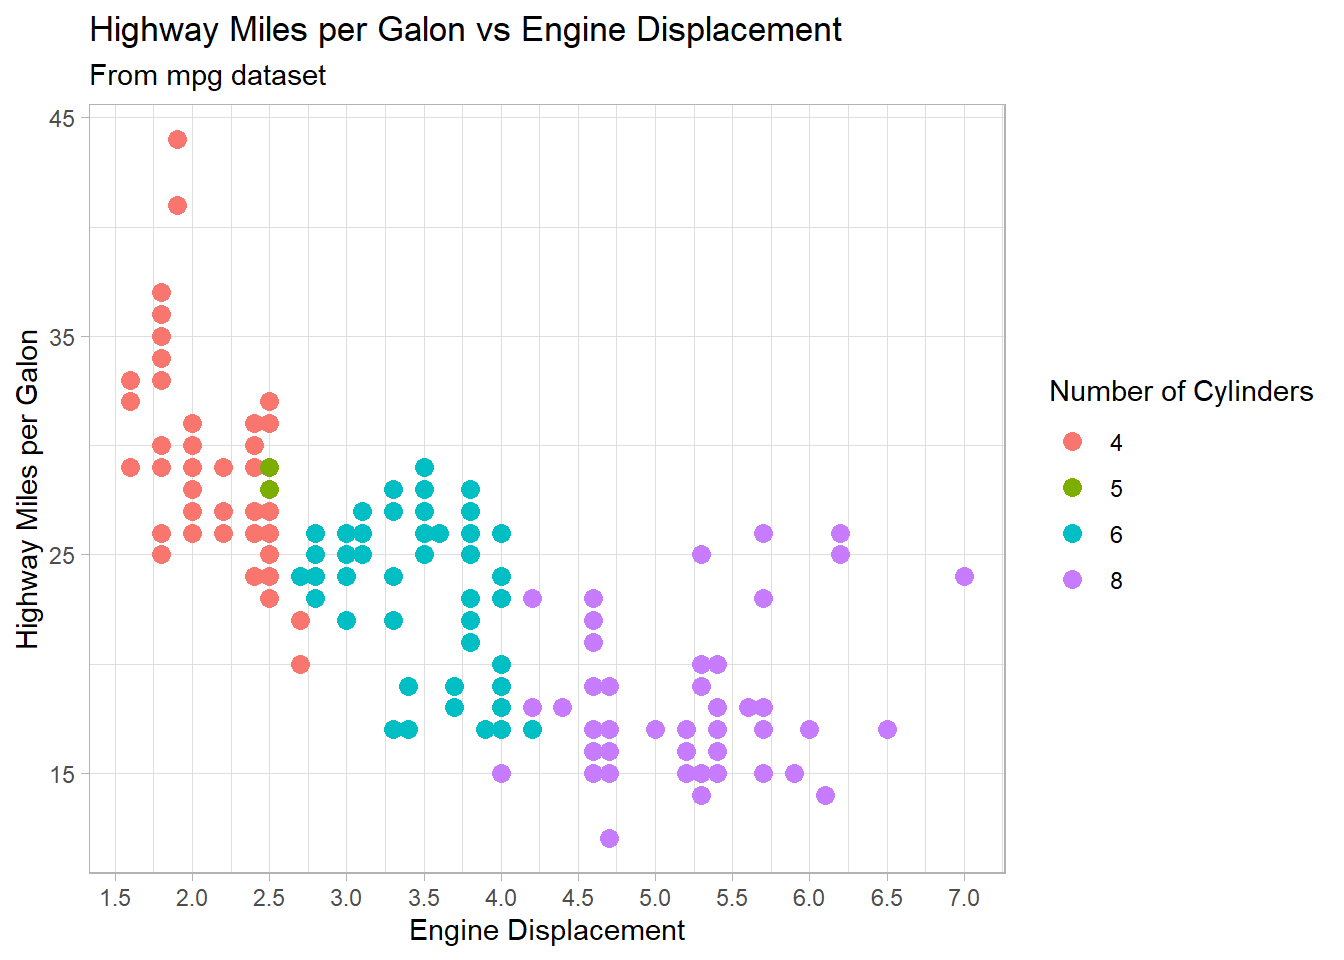 Highway Miles per Galon vs Engine Displacement
From mpg dataset
Highway Miles per Galon
45
35
25
15
1.5 2.0 2.5 3.0 3.5 4.0 4.5 5.0 5.5 6.0 6.5 7.0
Engine Displacement
Number of Cylinders
4
5
6
8